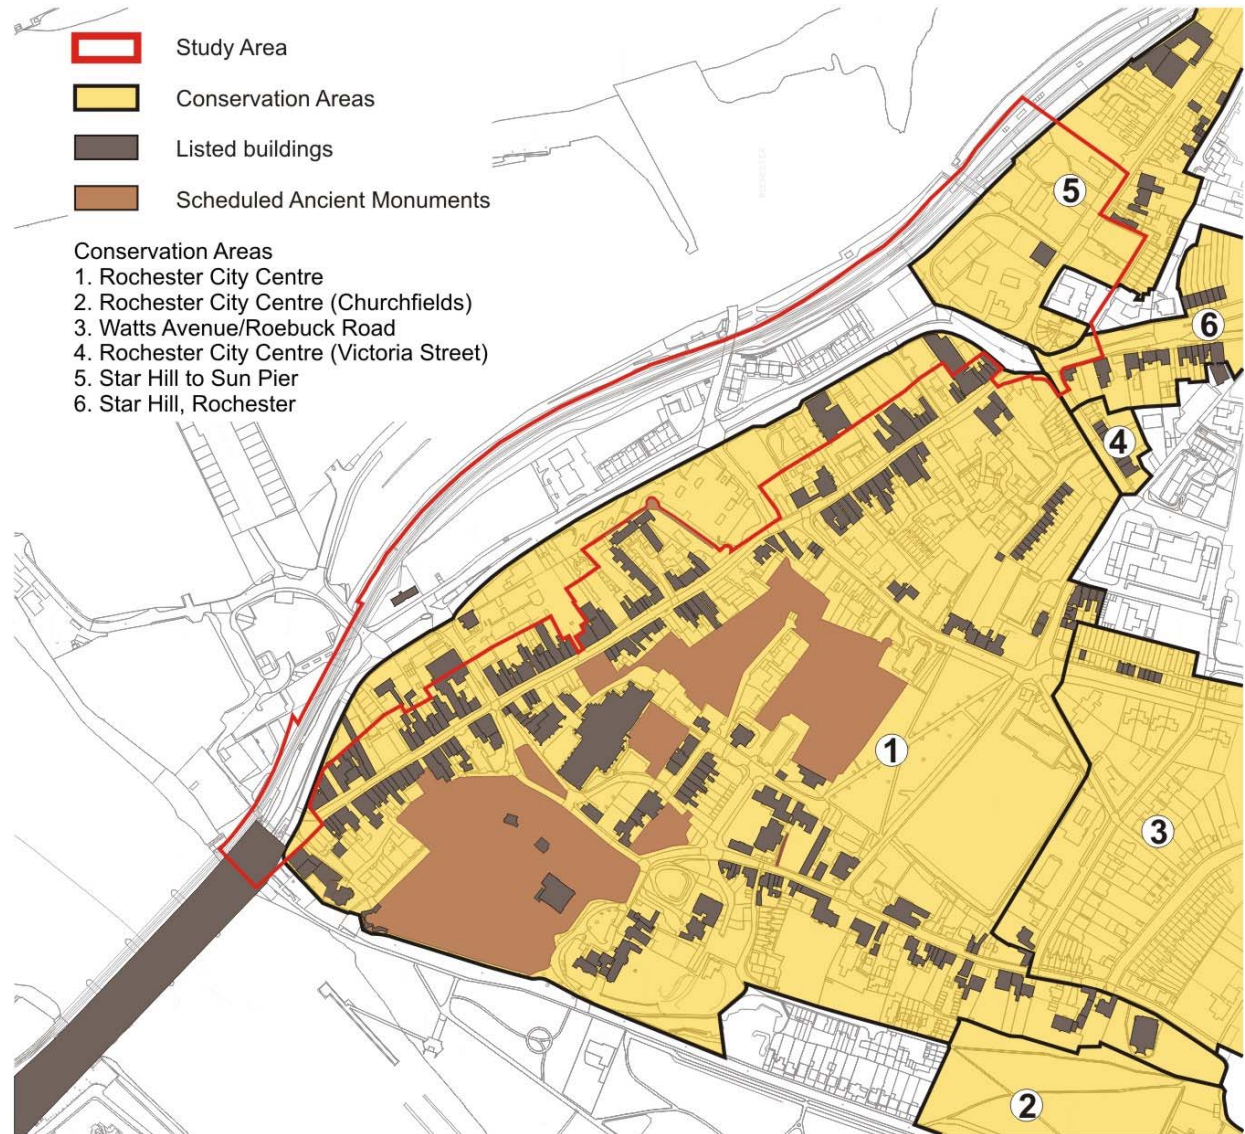 Study Area
Conservation Areas
Listed buildings
Scheduled Ancient Monuments
Conservation Areas
1. Rochester City Centre
2. Rochester City Centre (Churchfields)
3. Watts Avenue/Roebuck Road
4. Rochester City Centre (Victoria Street)
5. Star Hill to Sun Pier
6. Star Hill, Rochester
5
6
4
1
3
2